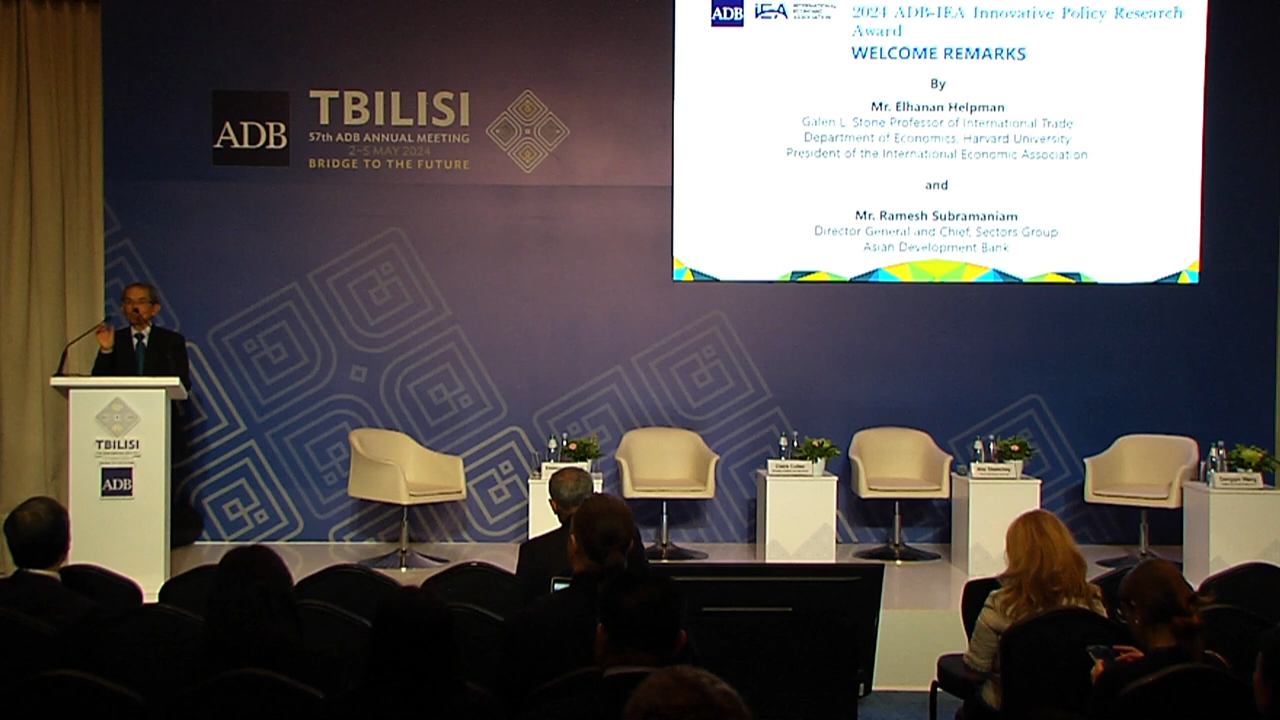 ADB
TBILISI
57th ADB ANNUAL MEETING
2-5 MAY 2024
BRIDGE TO THE FUTURE
ADB
IEA
INTERNATIONAL
ECONOMIC
ASSOCIATION
2024 ADB-IEA Innovative Policy Research
Award
WELCOME REMARKS
By
Mr. Elhanan Helpman
Galen L. Stone Professor of International Trade
Department of Economics, Harvard University
President of the International Economic Association
and
Mr. Ramesh Subramaniam
Director General and Chief, Sectors Group
Asian Development Bank
TBILISI
ADB